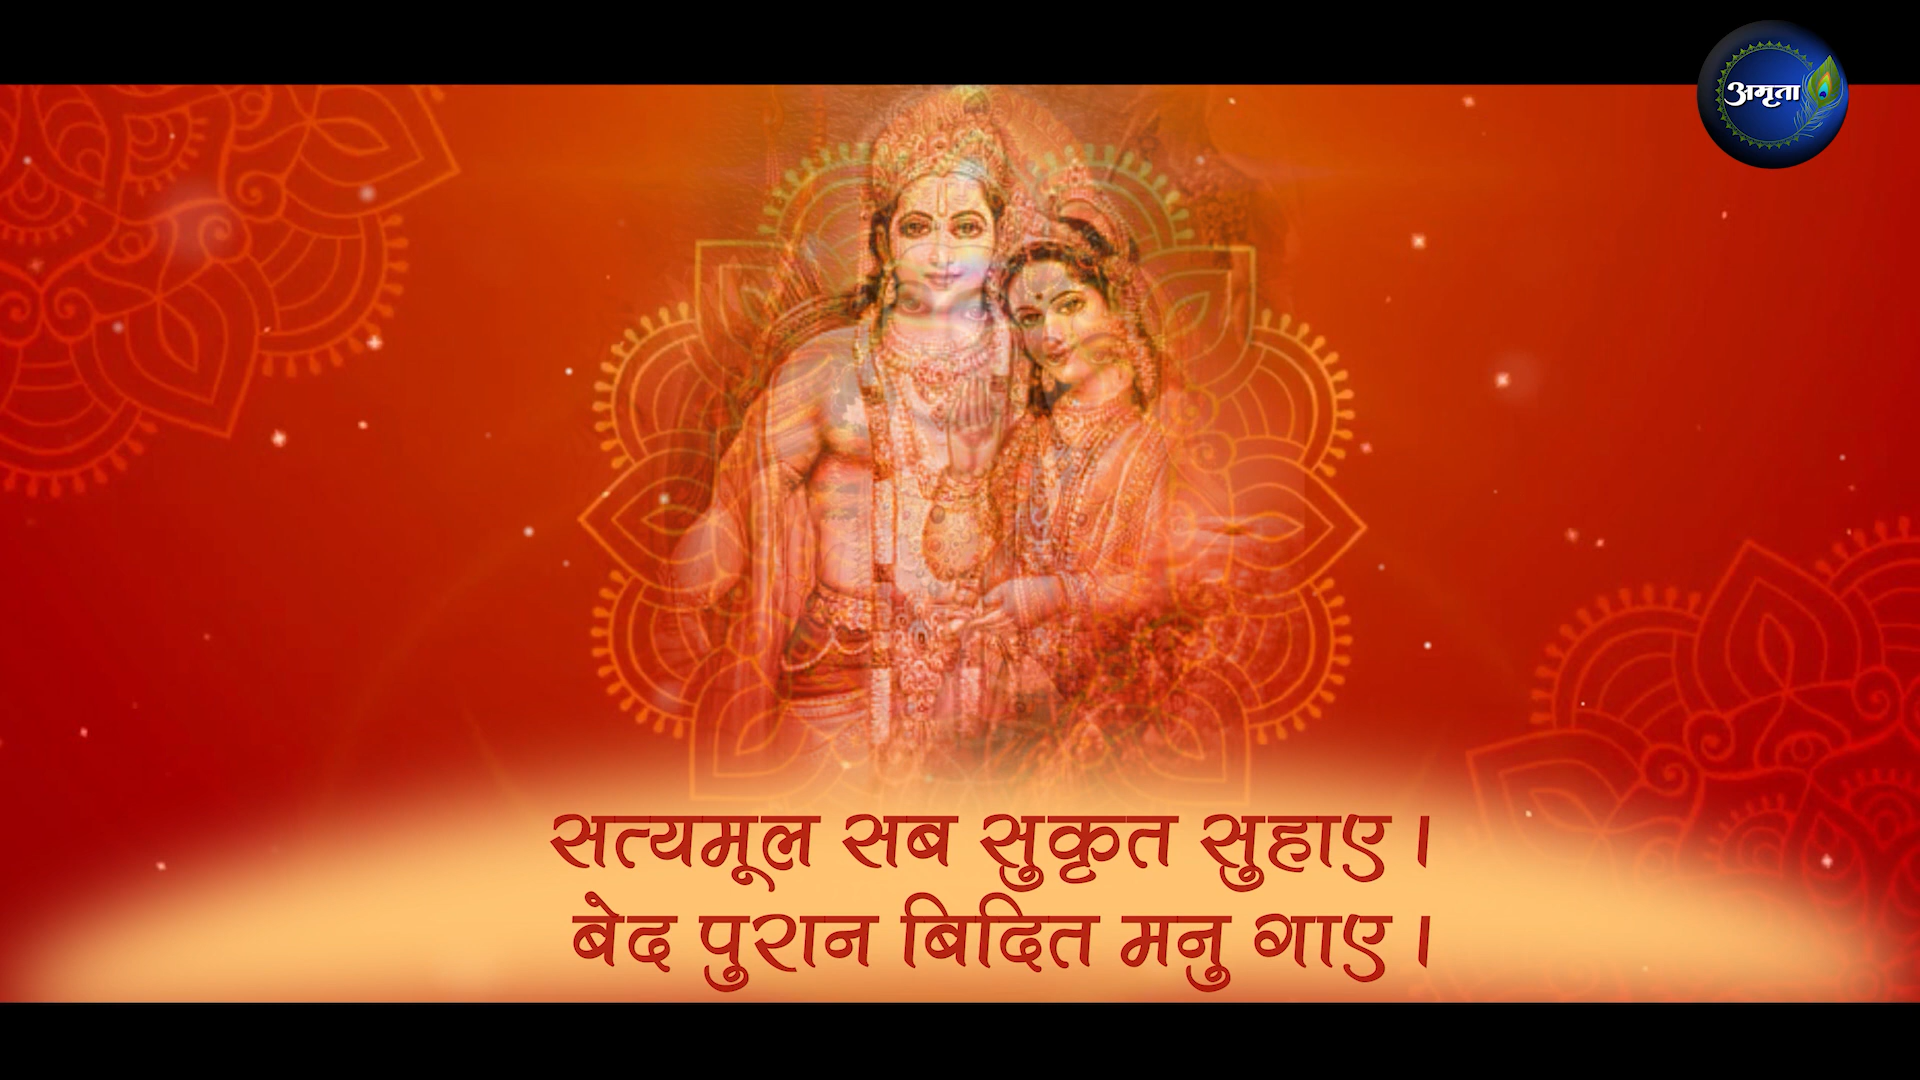 अमृता
सत्यमूल सब सुकृत सुहाए ।
बेद पुरान बिदित मनु गाए ।